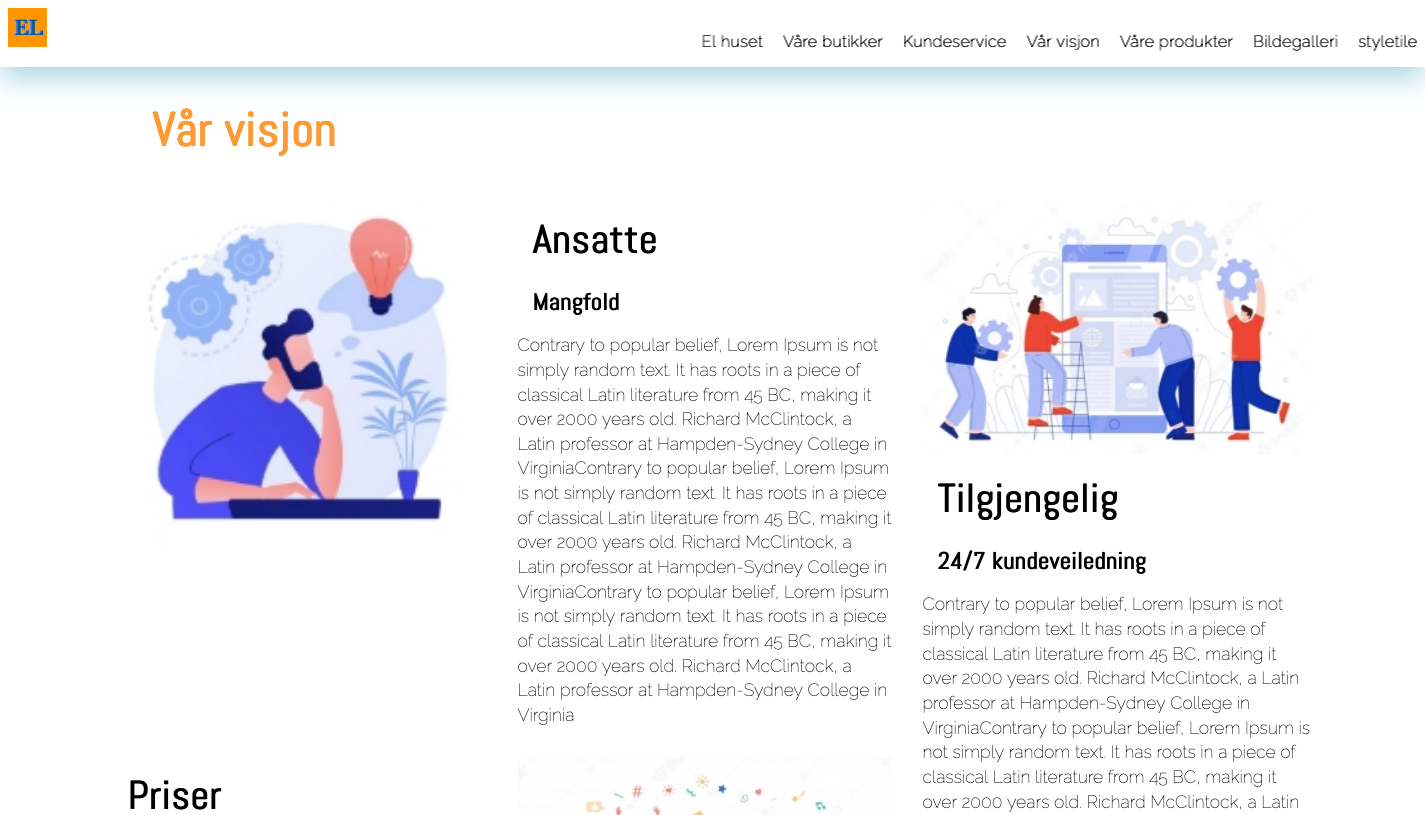 EL
El huset Våre butikker Kundeservice Vår visjon Våre produkter Bildegalleri styletile
Vår visjon
Ansatte
Mangfold
Contrary to popular belief, Lorem Ipsum is not
simply random text. It has roots in a piece of
classical Latin literature from 45 BC, making it
over 2000 years old. Richard McClintock, a
Latin professor at Hampden-Sydney College in
VirginiaContrary to popular belief, Lorem Ipsum
is not simply random text. It has roots in a piece
of classical Latin literature from 45 BC, making it
over 2000 years old. Richard McClintock, a
Latin professor at Hampden-Sydney College in
VirginiaContrary to popular belief, Lorem Ipsum
is not simply random text. It has roots in a piece
of classical Latin literature from 45 BC, making it
over 2000 years old. Richard McClintock, a
Latin professor at Hampden-Sydney College in
Virginia
Tilgjengelig
24/7 kundeveiledning
Contrary to popular belief, Lorem Ipsum is not
simply random text. It has roots in a piece of
classical Latin literature from 45 BC, making it
over 2000 years old. Richard McClintock, a Latin
professor at Hampden-Sydney College in
VirginiaContrary to popular belief, Lorem Ipsum is
not simply random text. It has roots in a piece of
classical Latin literature from 45 BC, making it
over 2000 years old. Richard McClintock, a Latin
Priser